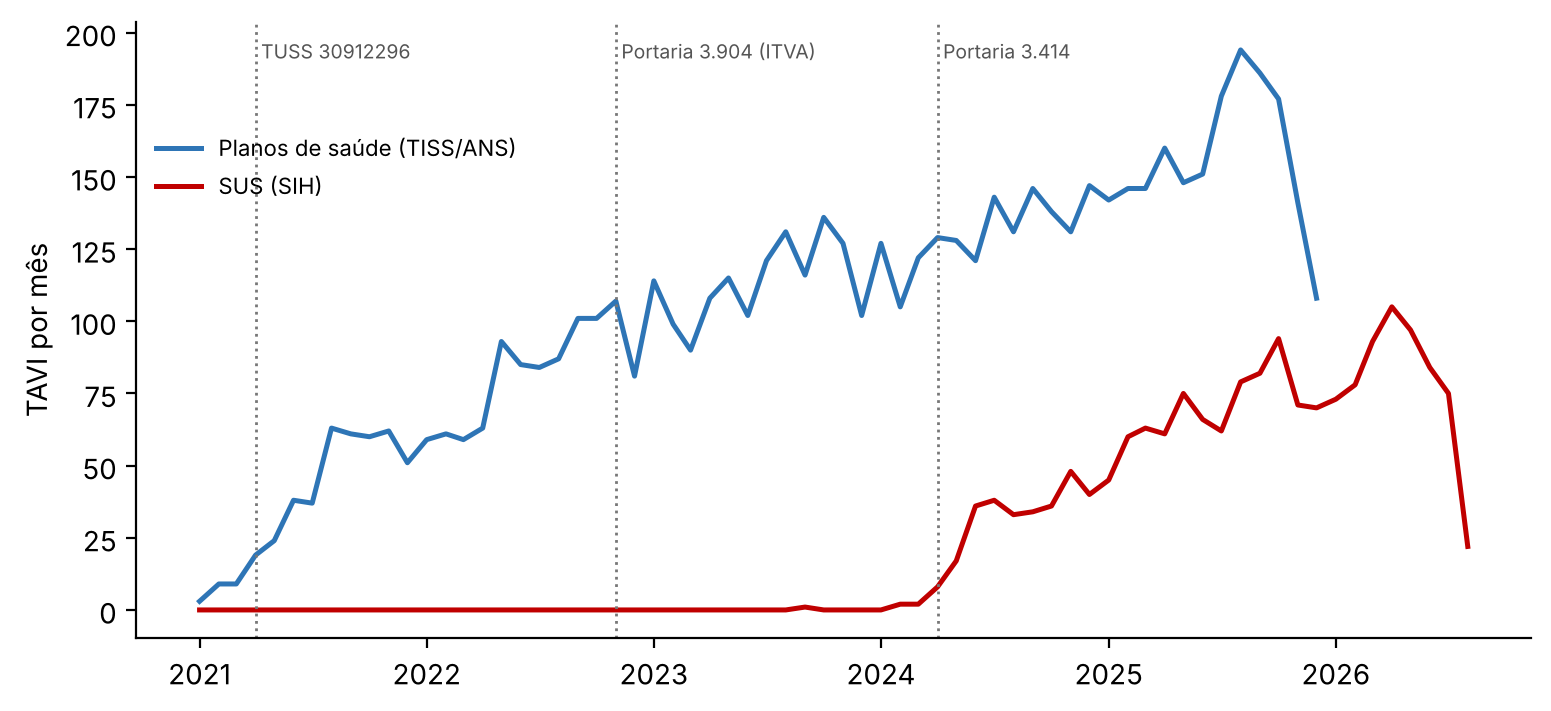 TUSS 30912296
Portaria 3.904 (ITVA)
Portaria 3.414
Planos de saúde (TISS/ANS)
SUS (SIH)
TAVI por mês
200
175
150
125
100
75
50
25
0
2021
2022
2023
2024
2025
2026